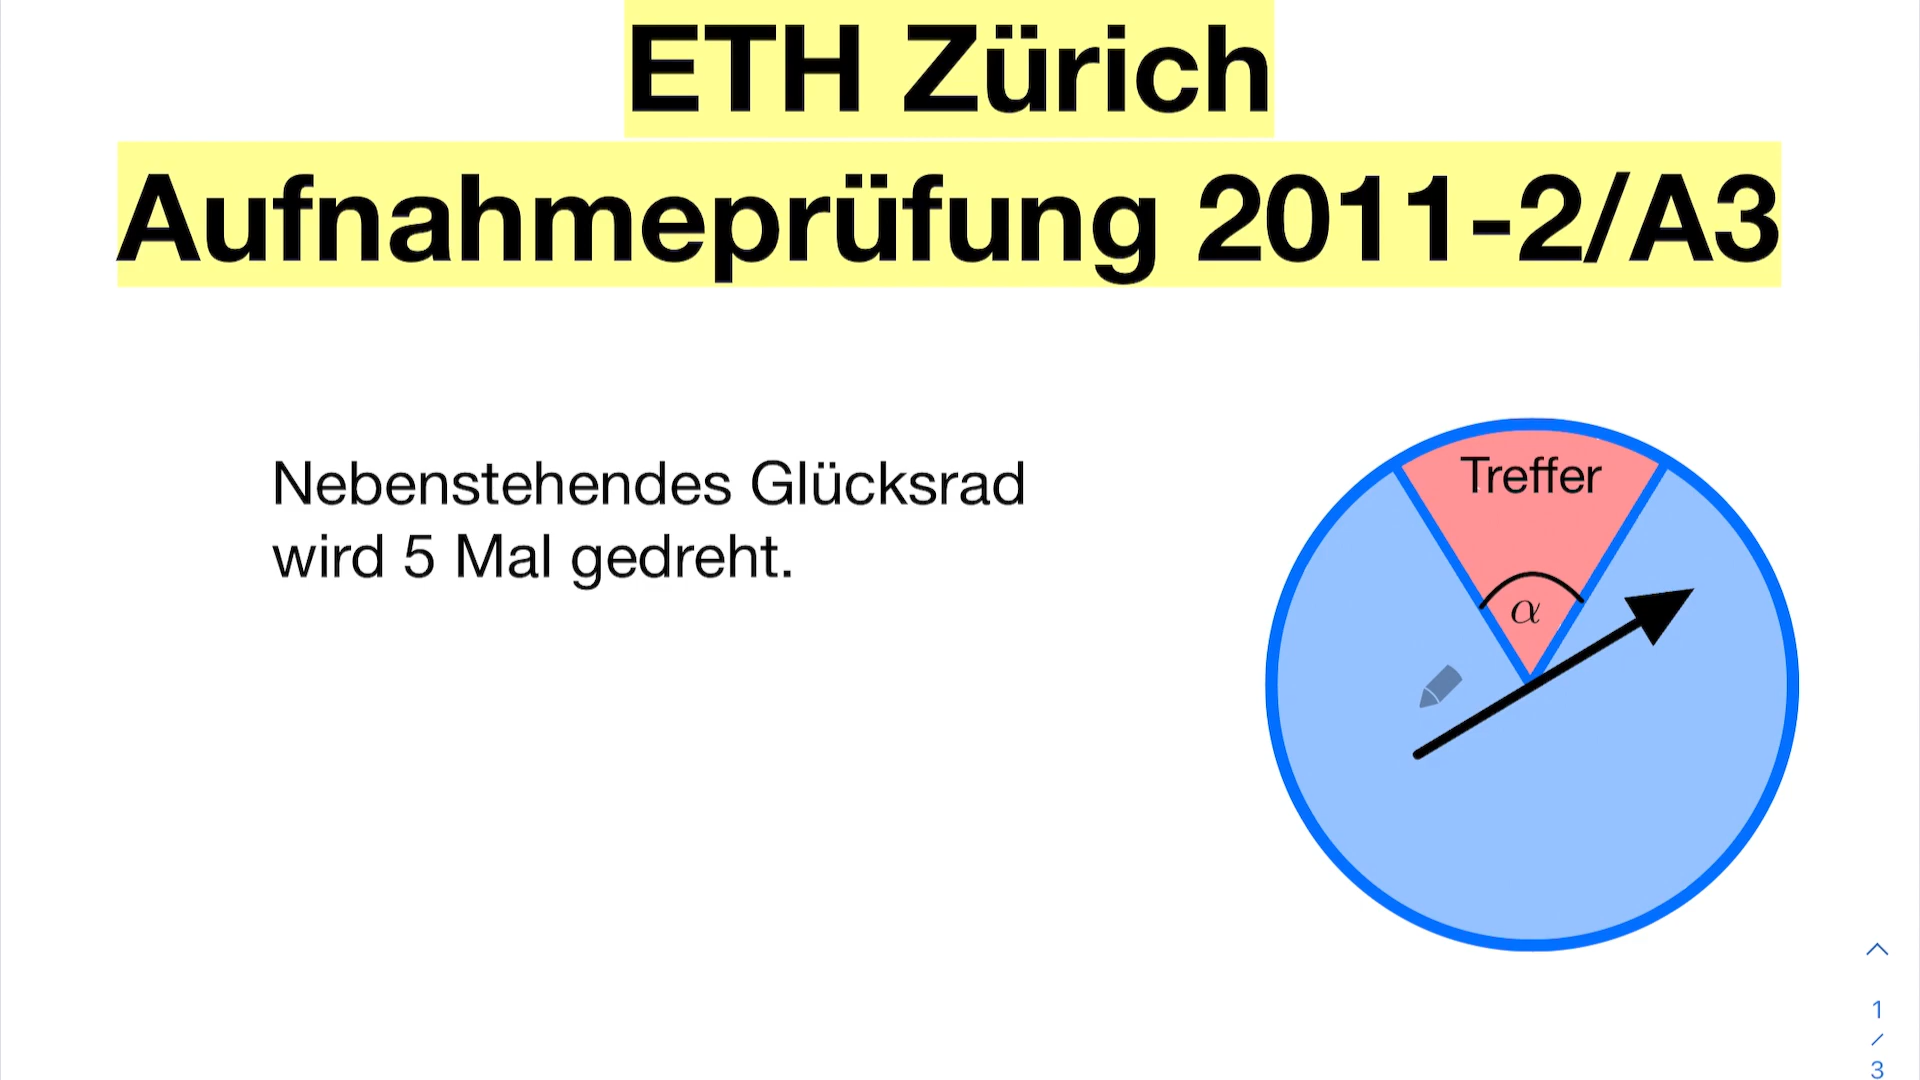 ETH Zürich
Aufnahmeprüfung 2011-2/A3
Nebenstehendes Glücksrad
wird 5 Mal gedreht.
Treffer
α
1
/
3